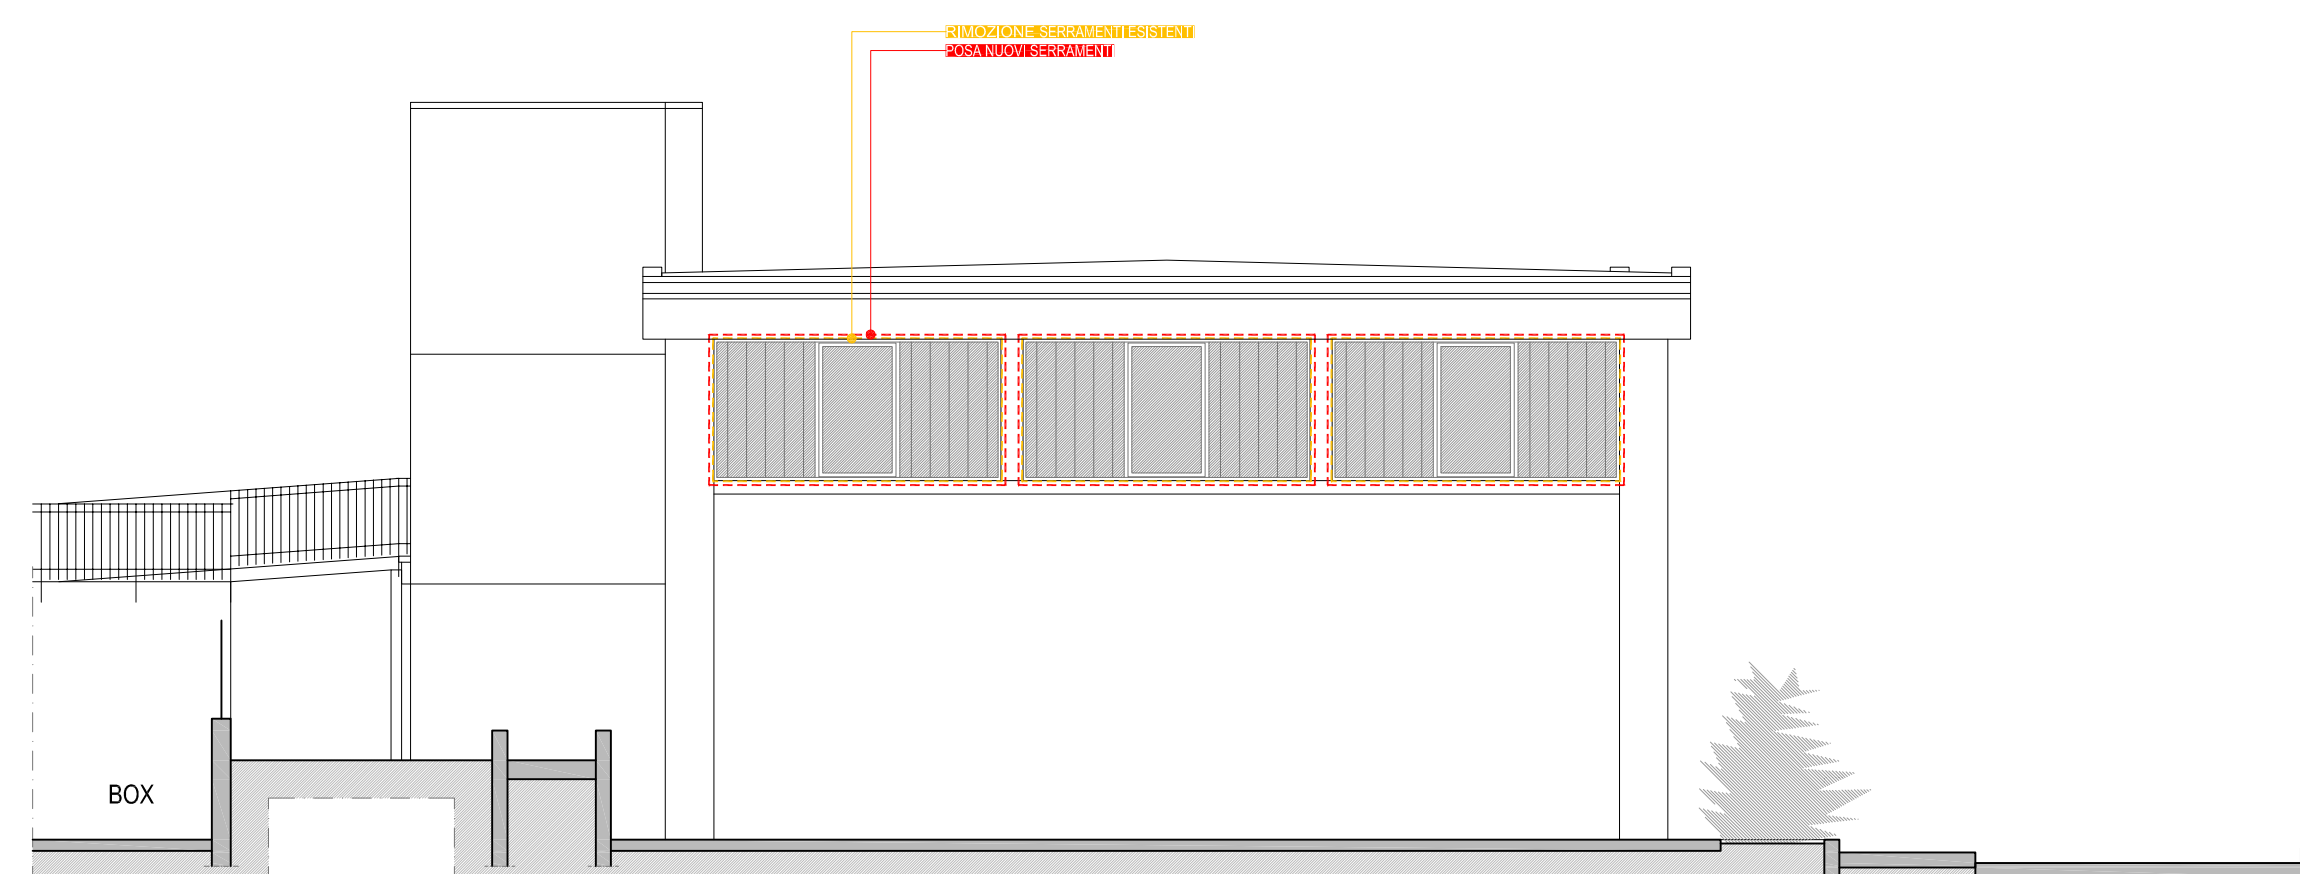 RIMOZIONE SERRAMENTI ESISTENTI
POSA NUOVI SERRAMENTI
BOX